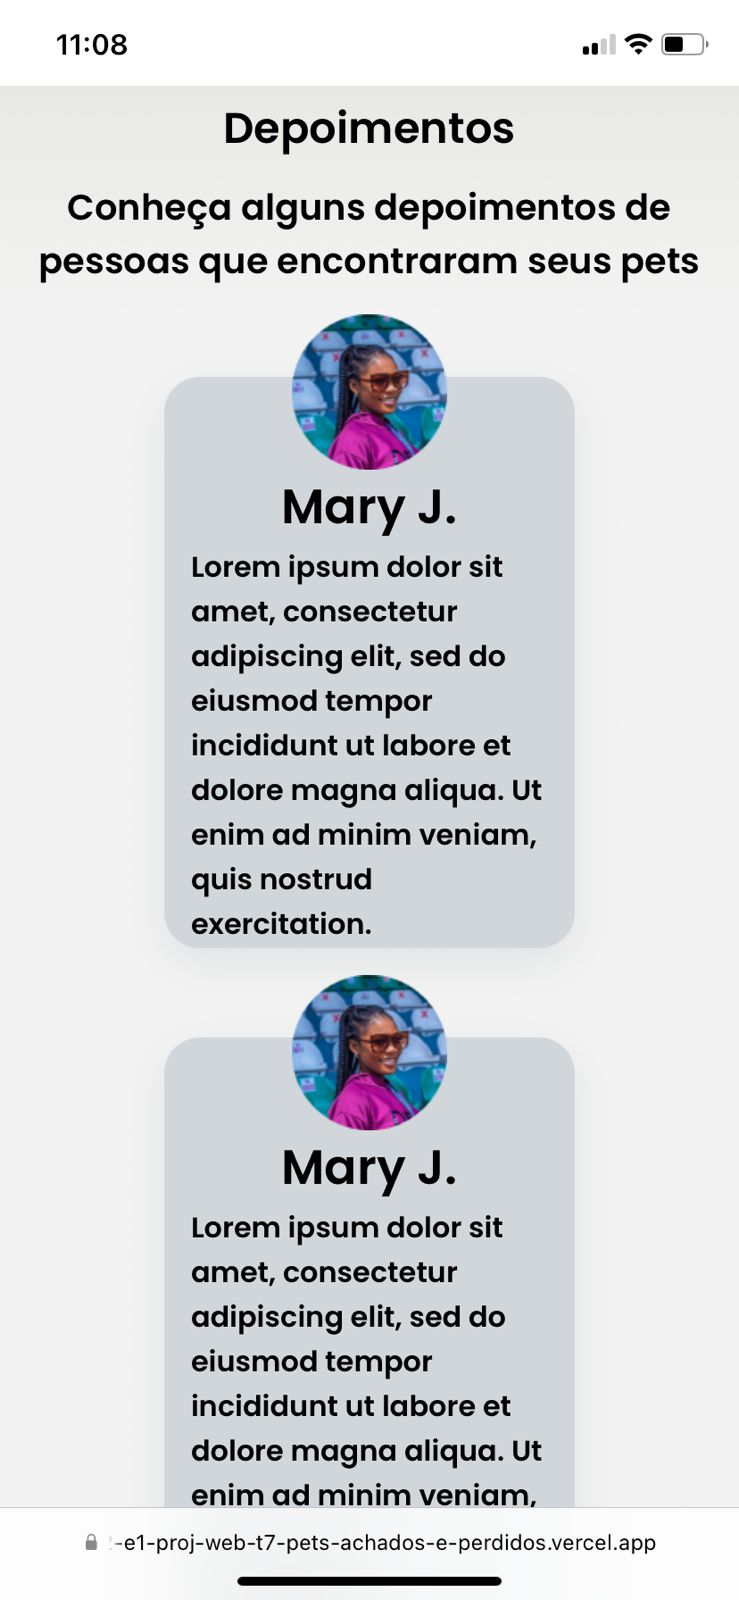 11:08
Depoimentos
Conheça alguns depoimentos de
pessoas que encontraram seus pets
Mary J.
Lorem ipsum dolor sit
amet, consectetur
adipiscing elit, sed do
eiusmod tempor
incididunt ut labore et
dolore magna aliqua. Ut
enim ad minim veniam,
quis nostrud
exercitation.
Mary J.
Lorem ipsum dolor sit
amet, consectetur
adipiscing elit, sed do
eiusmod tempor
incididunt ut labore et
dolore magna aliqua. Ut
enim ad minim veniam,
-e1-proj-web-t7-pets-achados-e-perdidos.vercel.app